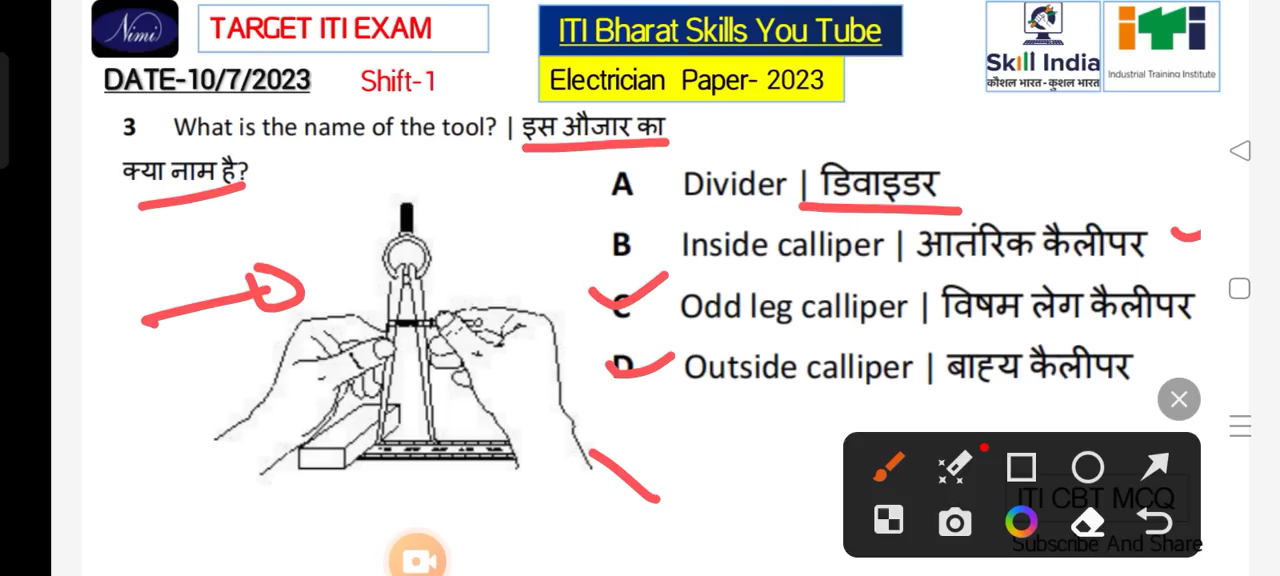 Nimi
TARGET ITI EXAM
ITI Bharat Skills You Tube
Skill India
कौशल भारत-कुशल भारत
iTi
Industrial Training Institute
DATE-10/7/2023 Shift-1
Electrician Paper- 2023
3 What is the name of the tool? | इस औजार का
क्या नाम है?
A Divider | डिवाइडर
B Inside calliper | आतंरिक कैलीपर
C Odd leg calliper | विषम लेग कैलीपर
D Outside calliper | बाह्य कैलीपर
ITI CBT MCQ
Subscribe And Share